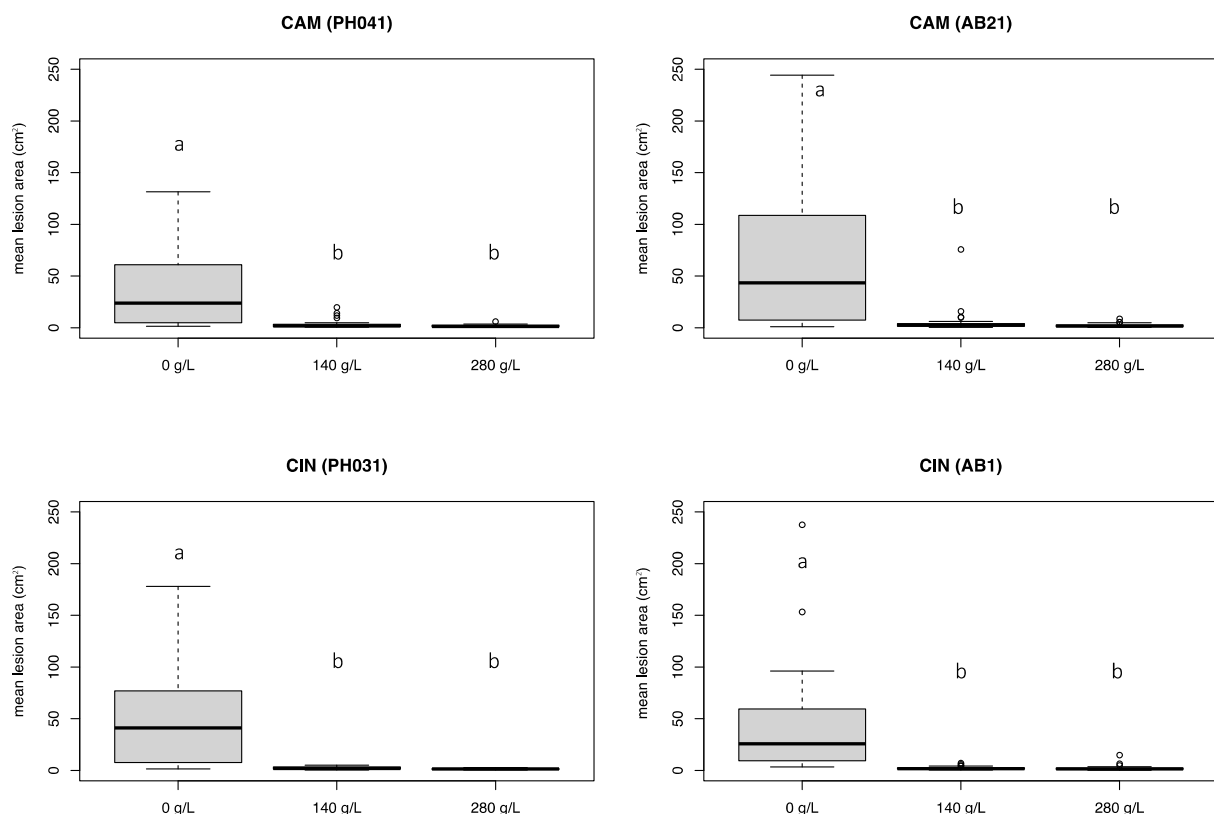 CAM (PH041)
mean lesion area (cm²)
250
200
150
100
50
0
a
b
b
0 g/L
140 g/L
280 g/L
CAM (AB21)
mean lesion area (cm²)
250
200
150
100
50
0
a
b
b
0 g/L
140 g/L
280 g/L
CIN (PH031)
mean lesion area (cm²)
250
200
150
100
50
0
a
b
b
0 g/L
140 g/L
280 g/L
CIN (AB1)
mean lesion area (cm²)
250
200
150
100
50
0
a
b
b
0 g/L
140 g/L
280 g/L